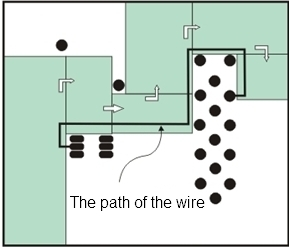 The path of the wire